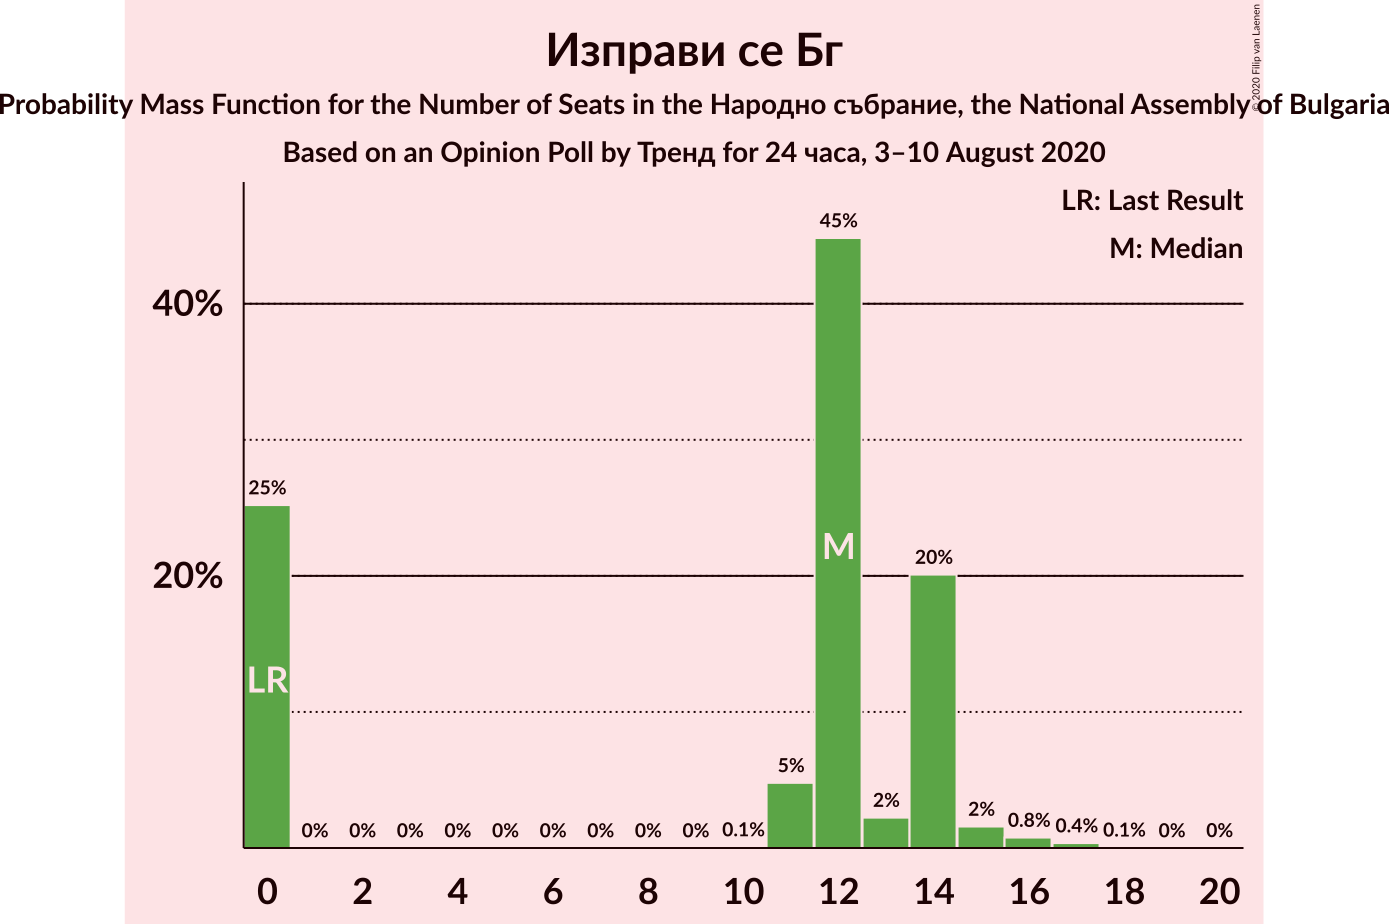 Изправи се Бг
© 2020 Filip van Laenen
Probability Mass Function for the Number of Seats in the Народно събрание, the National Assembly of Bulgaria
Based on an Opinion Poll by Тренд for 24 часа, 3–10 August 2020
LR: Last Result
M: Median
45%
40%
25%
M
20%
20%
LR
5%
2%
2%
0% 0% 0% 0% 0% 0% 0% 0% 0% 0.1% 0.8% 0.4% 0.1% 0% 0%
0 2 4 6 8 10 12 14 16 18 20